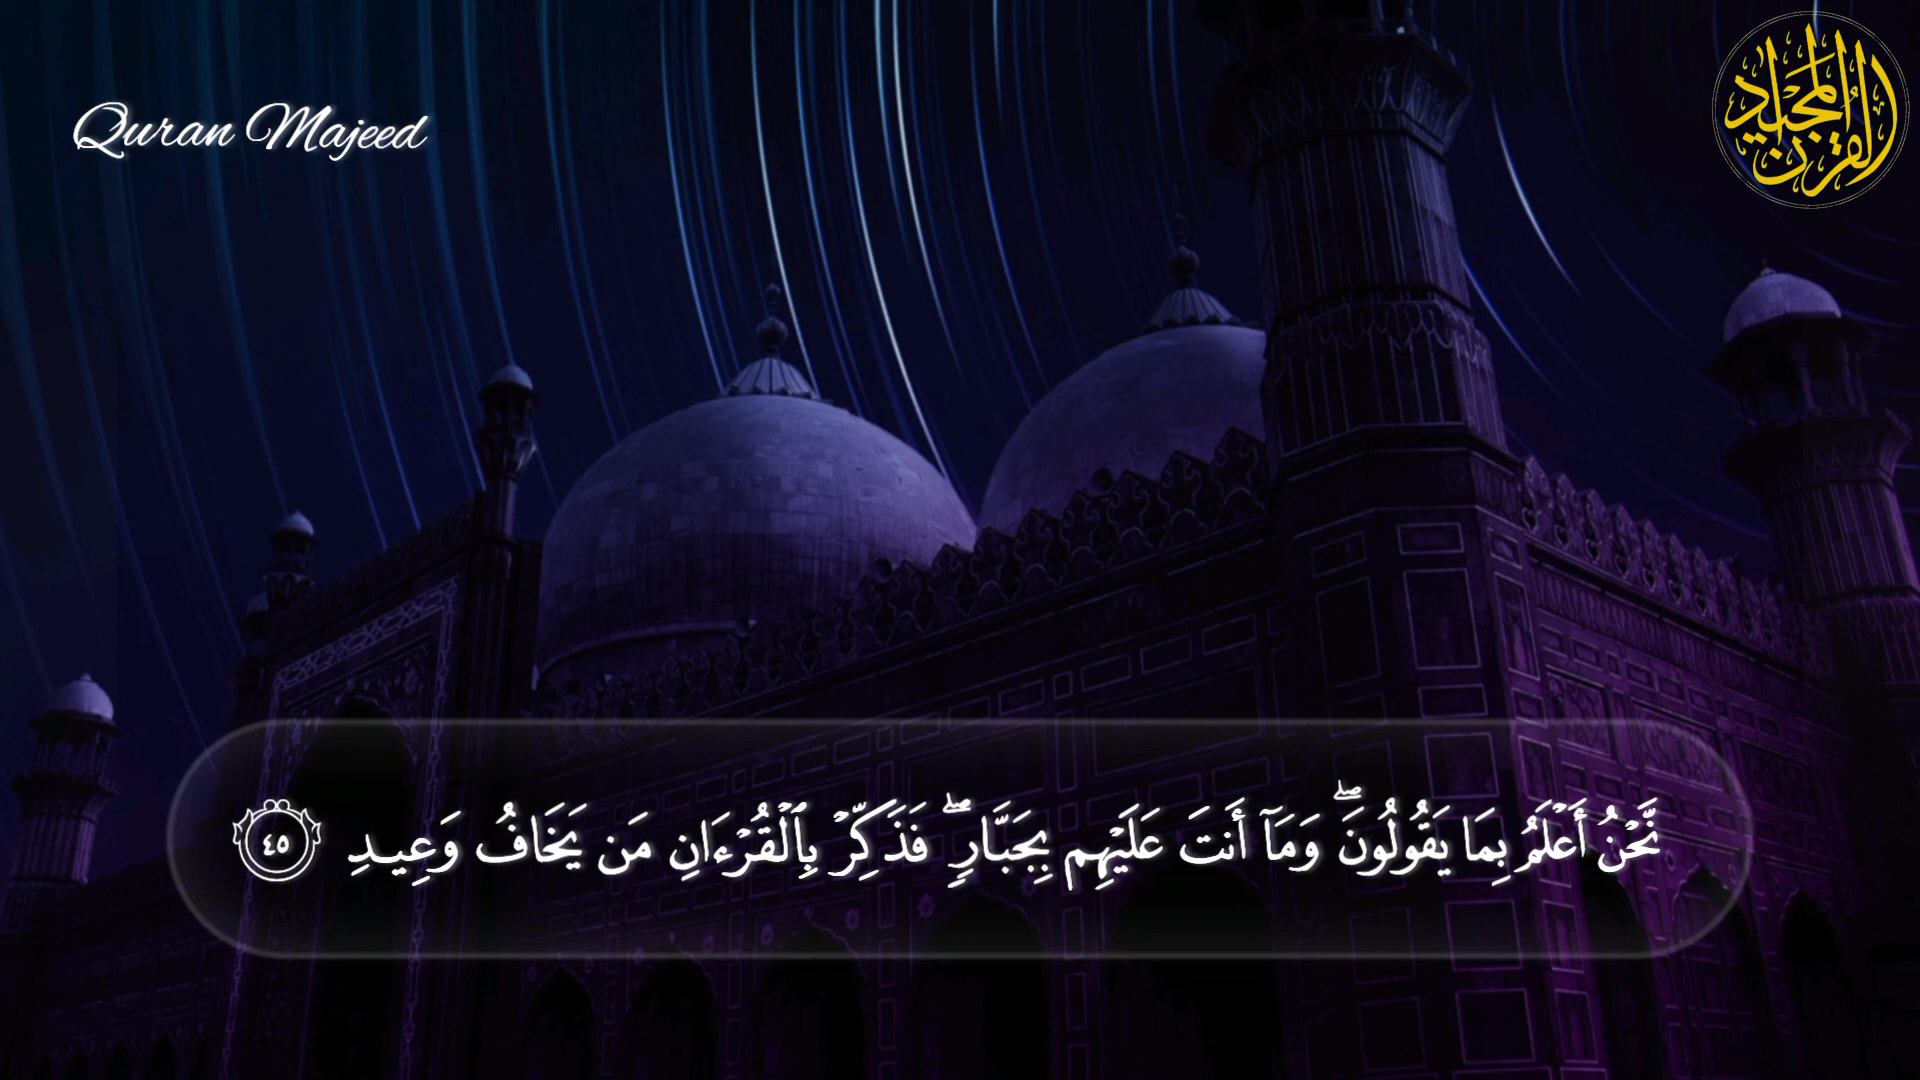 Quran Majeed
القرآن المجيد
نَّحْنُ أَعْلَمُ بِمَا يَقُولُونَ ۖ وَمَآ أَنتَ عَلَيْهِم بِجَبَّارٍ ۖ فَذَكِّرْ بِٱلْقُرْءَانِ مَن يَخَافُ وَعِيدِ ٤٥